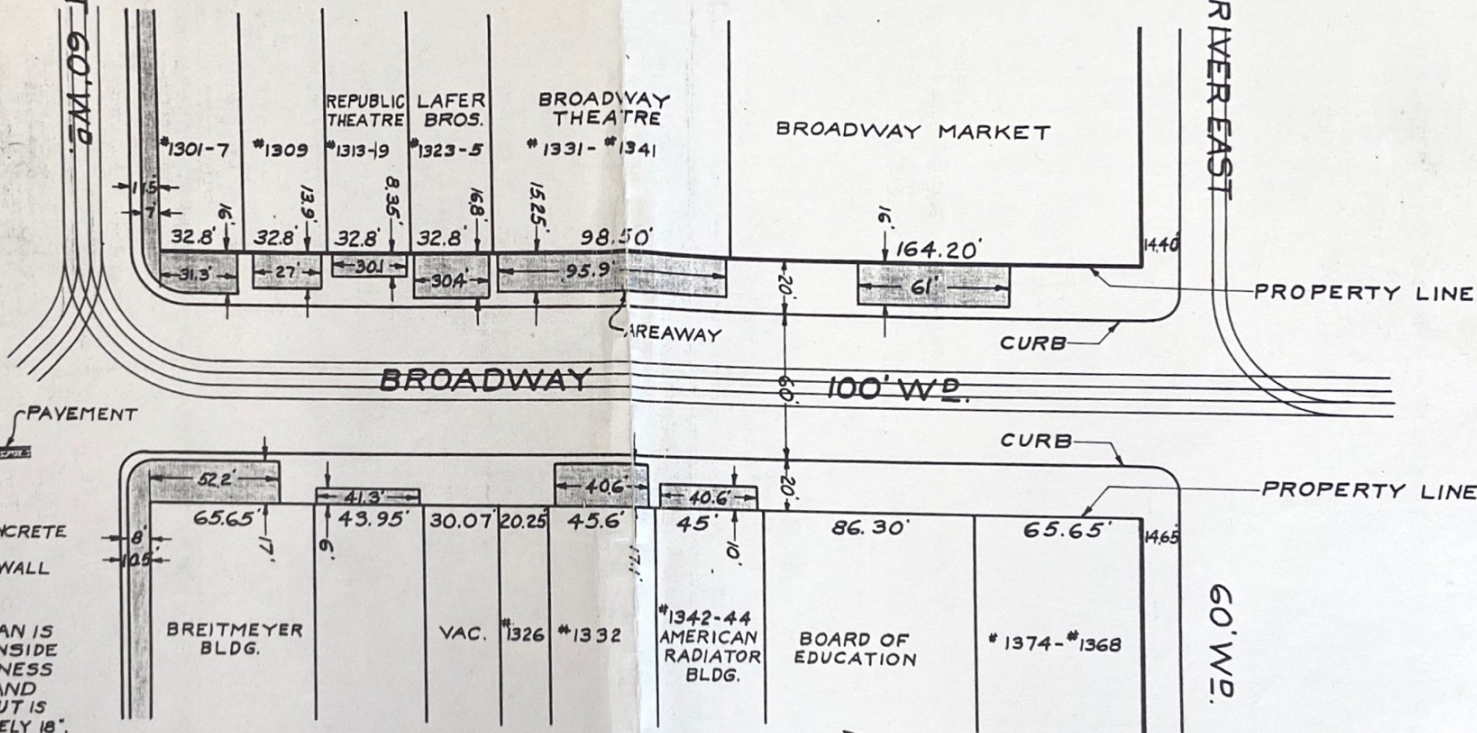 60' WD.
RIVER EAST
REPUBLIC
THEATRE
LAFER
BROS.
BROADWAY
THEATRE
BROADWAY MARKET
#1301-7
#1309
#1313-19
#1323-5
#1331- #1341
11.5
7'
16'
13.9'
8.35'
16.8'
15.25'
16'
32.8'
32.8'
32.8'
32.8'
98.50'
164.20'
14.40'
31.3'
27'
30.1
30.4'
95.9'
20'
61'
PROPERTY LINE
AREAWAY
CURB
BROADWAY
60'
100' WD.
PAVEMENT
CURB
52.2'
41.3'
40.6'
40.6'
20'
PROPERTY LINE
65.65'
43.95'
30.07'
20.25'
45.6'
45'
86.30'
65.65'
14.65
NCRETE
WALL
8'
10.5'
17'
6'
17.1'
10'
60' WD.
BREITMEYER
BLDG.
VAC.
#1326
#1332
#1342-44
AMERICAN
RADIATOR
BLDG.
BOARD OF
EDUCATION
#1374-#1368
AN IS
NSIDE
NESS
AND
UT IS
ELY 18".